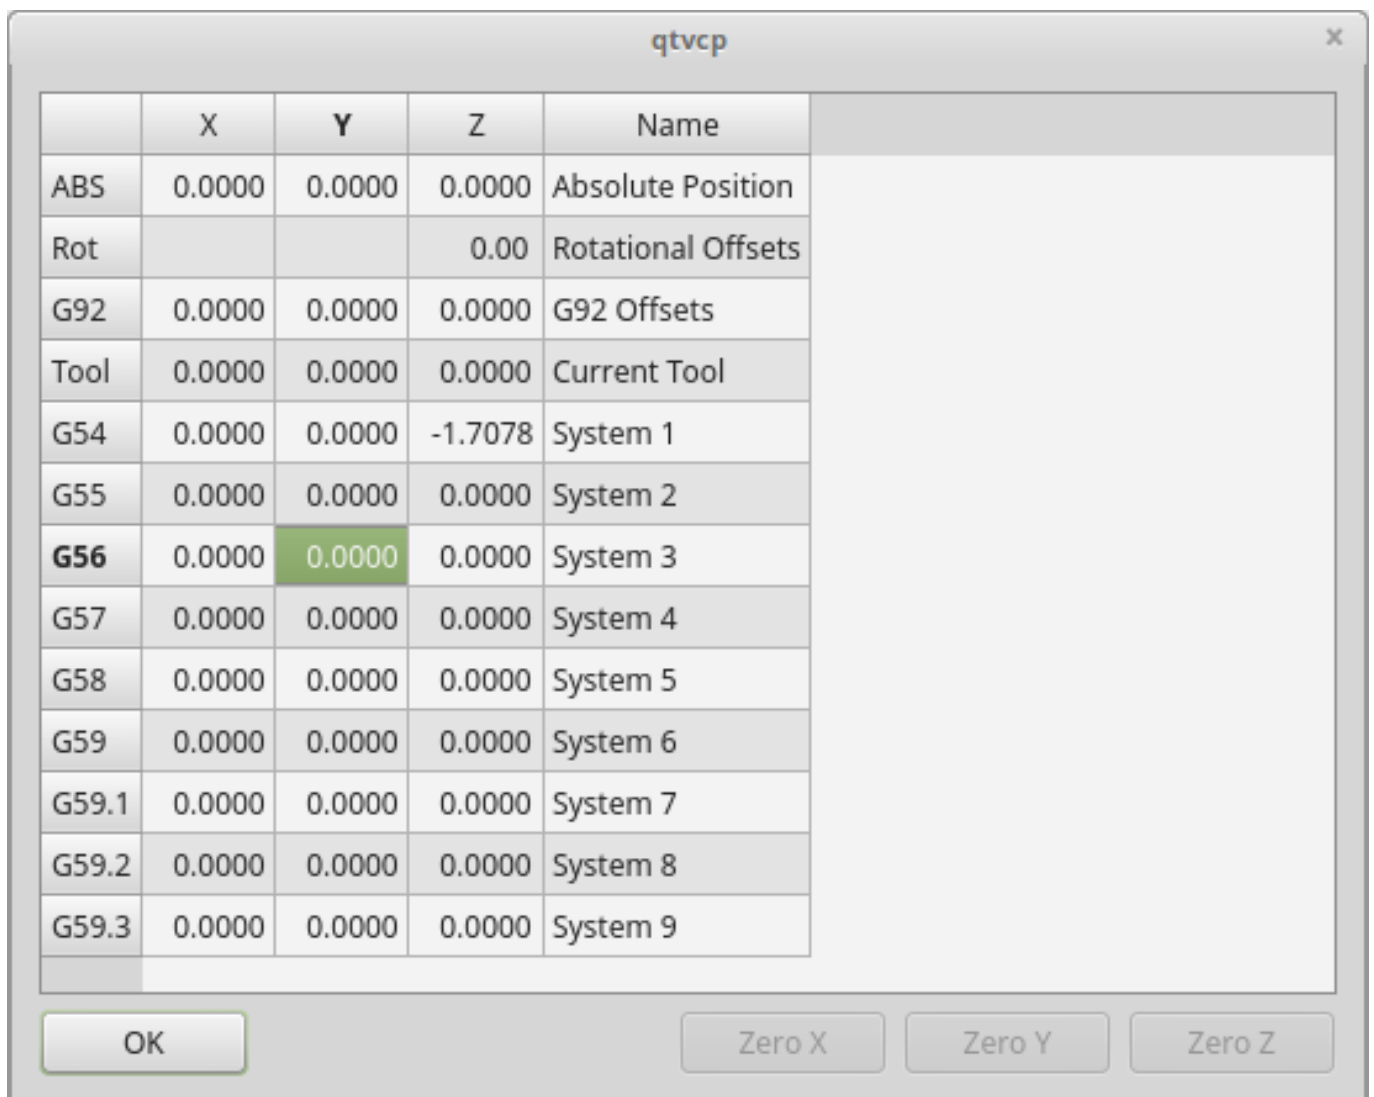 qtvcp ×
X Y Z Name
ABS 0.0000 0.0000 0.0000 Absolute Position
Rot 0.00 Rotational Offsets
G92 0.0000 0.0000 0.0000 G92 Offsets
Tool 0.0000 0.0000 0.0000 Current Tool
G54 0.0000 0.0000 -1.7078 System 1
G55 0.0000 0.0000 0.0000 System 2
G56 0.0000 0.0000 0.0000 System 3
G57 0.0000 0.0000 0.0000 System 4
G58 0.0000 0.0000 0.0000 System 5
G59 0.0000 0.0000 0.0000 System 6
G59.1 0.0000 0.0000 0.0000 System 7
G59.2 0.0000 0.0000 0.0000 System 8
G59.3 0.0000 0.0000 0.0000 System 9
OK Zero X Zero Y Zero Z